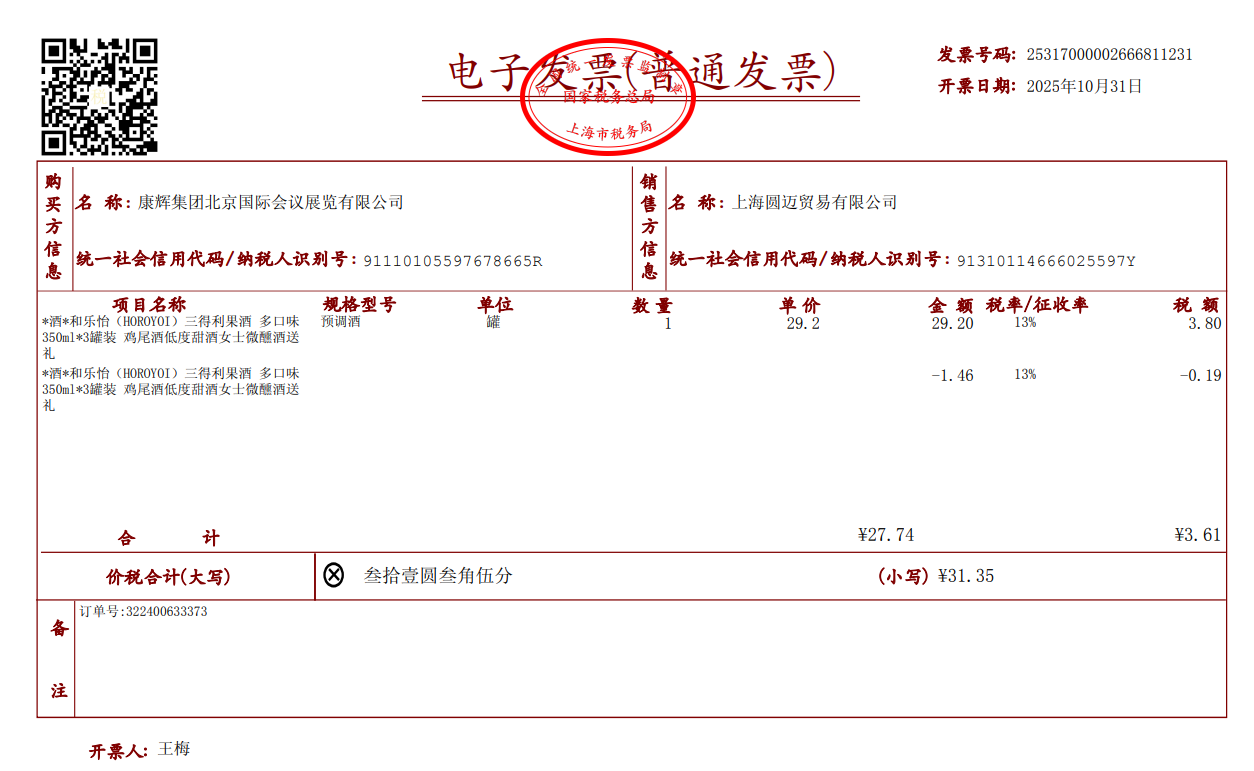 电子发票(普通发票)
全国统一发票监制章
国家税务总局
上海市税务局
发票号码: 25317000002666811231
开票日期: 2025年10月31日
购买方信息
名 称: 康辉集团北京国际会议展览有限公司
统一社会信用代码/纳税人识别号: 91110105597678665R
销售方信息
名 称: 上海圆迈贸易有限公司
统一社会信用代码/纳税人识别号: 91310114666025597Y
项目名称 规格型号 单位 数量 单价 金额 税率/征收率 税额
*酒*和乐怡（HOROYOI）三得利果酒 多口味 预调酒 罐 1 29.2 29.20 13% 3.80
350ml*3罐装 鸡尾酒低度甜酒女士微醺酒送
礼
*酒*和乐怡（HOROYOI）三得利果酒 多口味 -1.46 13% -0.19
350ml*3罐装 鸡尾酒低度甜酒女士微醺酒送
礼
合 计 ¥27.74 ¥3.61
价税合计(大写) ⊗ 叁拾壹圆叁角伍分 (小写) ¥31.35
备注
订单号:322400633373
开票人: 王梅